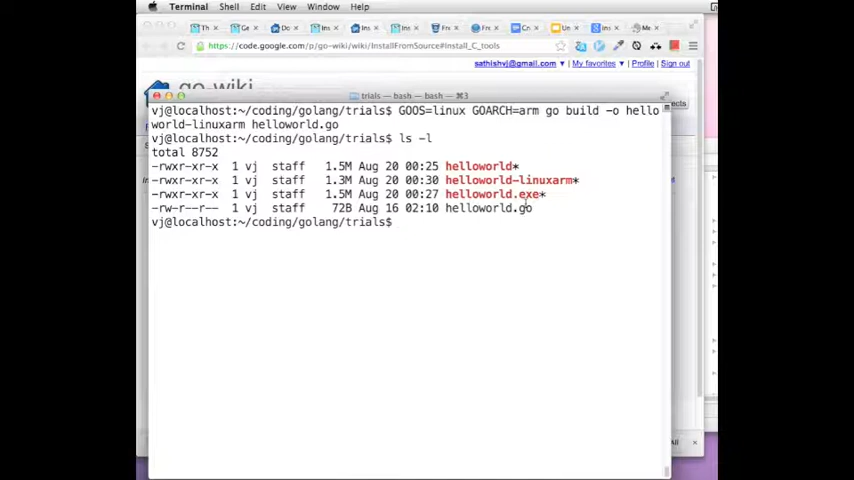 Terminal Shell Edit View Window Help
https://code.google.com/p/go-wiki/wiki/InstallFromSource#Install_C_tools
sathishvj@gmail.com ▼ | My favorites ▼ | Profile | Sign out
go-wiki
trials — bash — bash — ⌘3
vj@localhost:~/coding/golang/trials$ GOOS=linux GOARCH=arm go build -o hello
world-linuxarm helloworld.go
vj@localhost:~/coding/golang/trials$ ls -l
total 8752
-rwxr-xr-x 1 vj staff 1.5M Aug 20 00:25 helloworld*
-rwxr-xr-x 1 vj staff 1.3M Aug 20 00:30 helloworld-linuxarm*
-rwxr-xr-x 1 vj staff 1.5M Aug 20 00:27 helloworld.exe*
-rw-r--r-- 1 vj staff 72B Aug 16 02:10 helloworld.go
vj@localhost:~/coding/golang/trials$